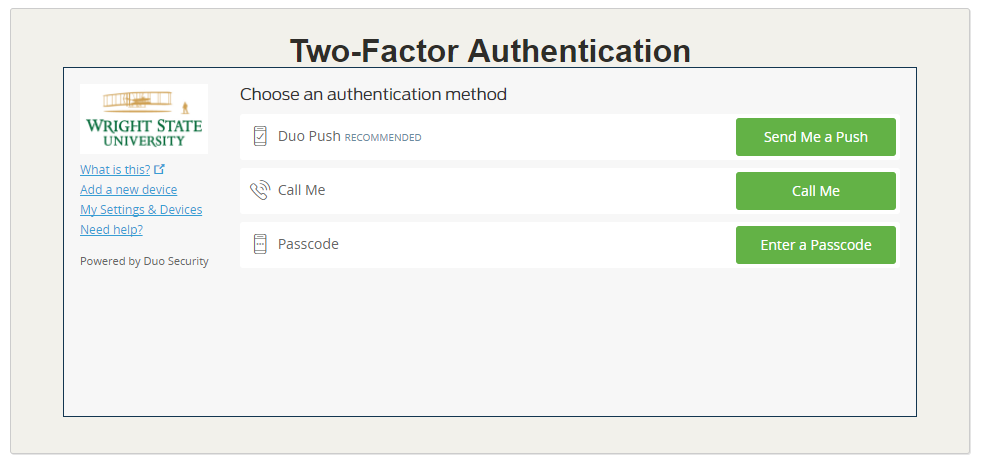 Two-Factor Authentication
WRIGHT STATE
UNIVERSITY
What is this?
Add a new device
My Settings & Devices
Need help?
Powered by Duo Security
Choose an authentication method
Duo Push RECOMMENDED
Send Me a Push
Call Me
Call Me
Passcode
Enter a Passcode